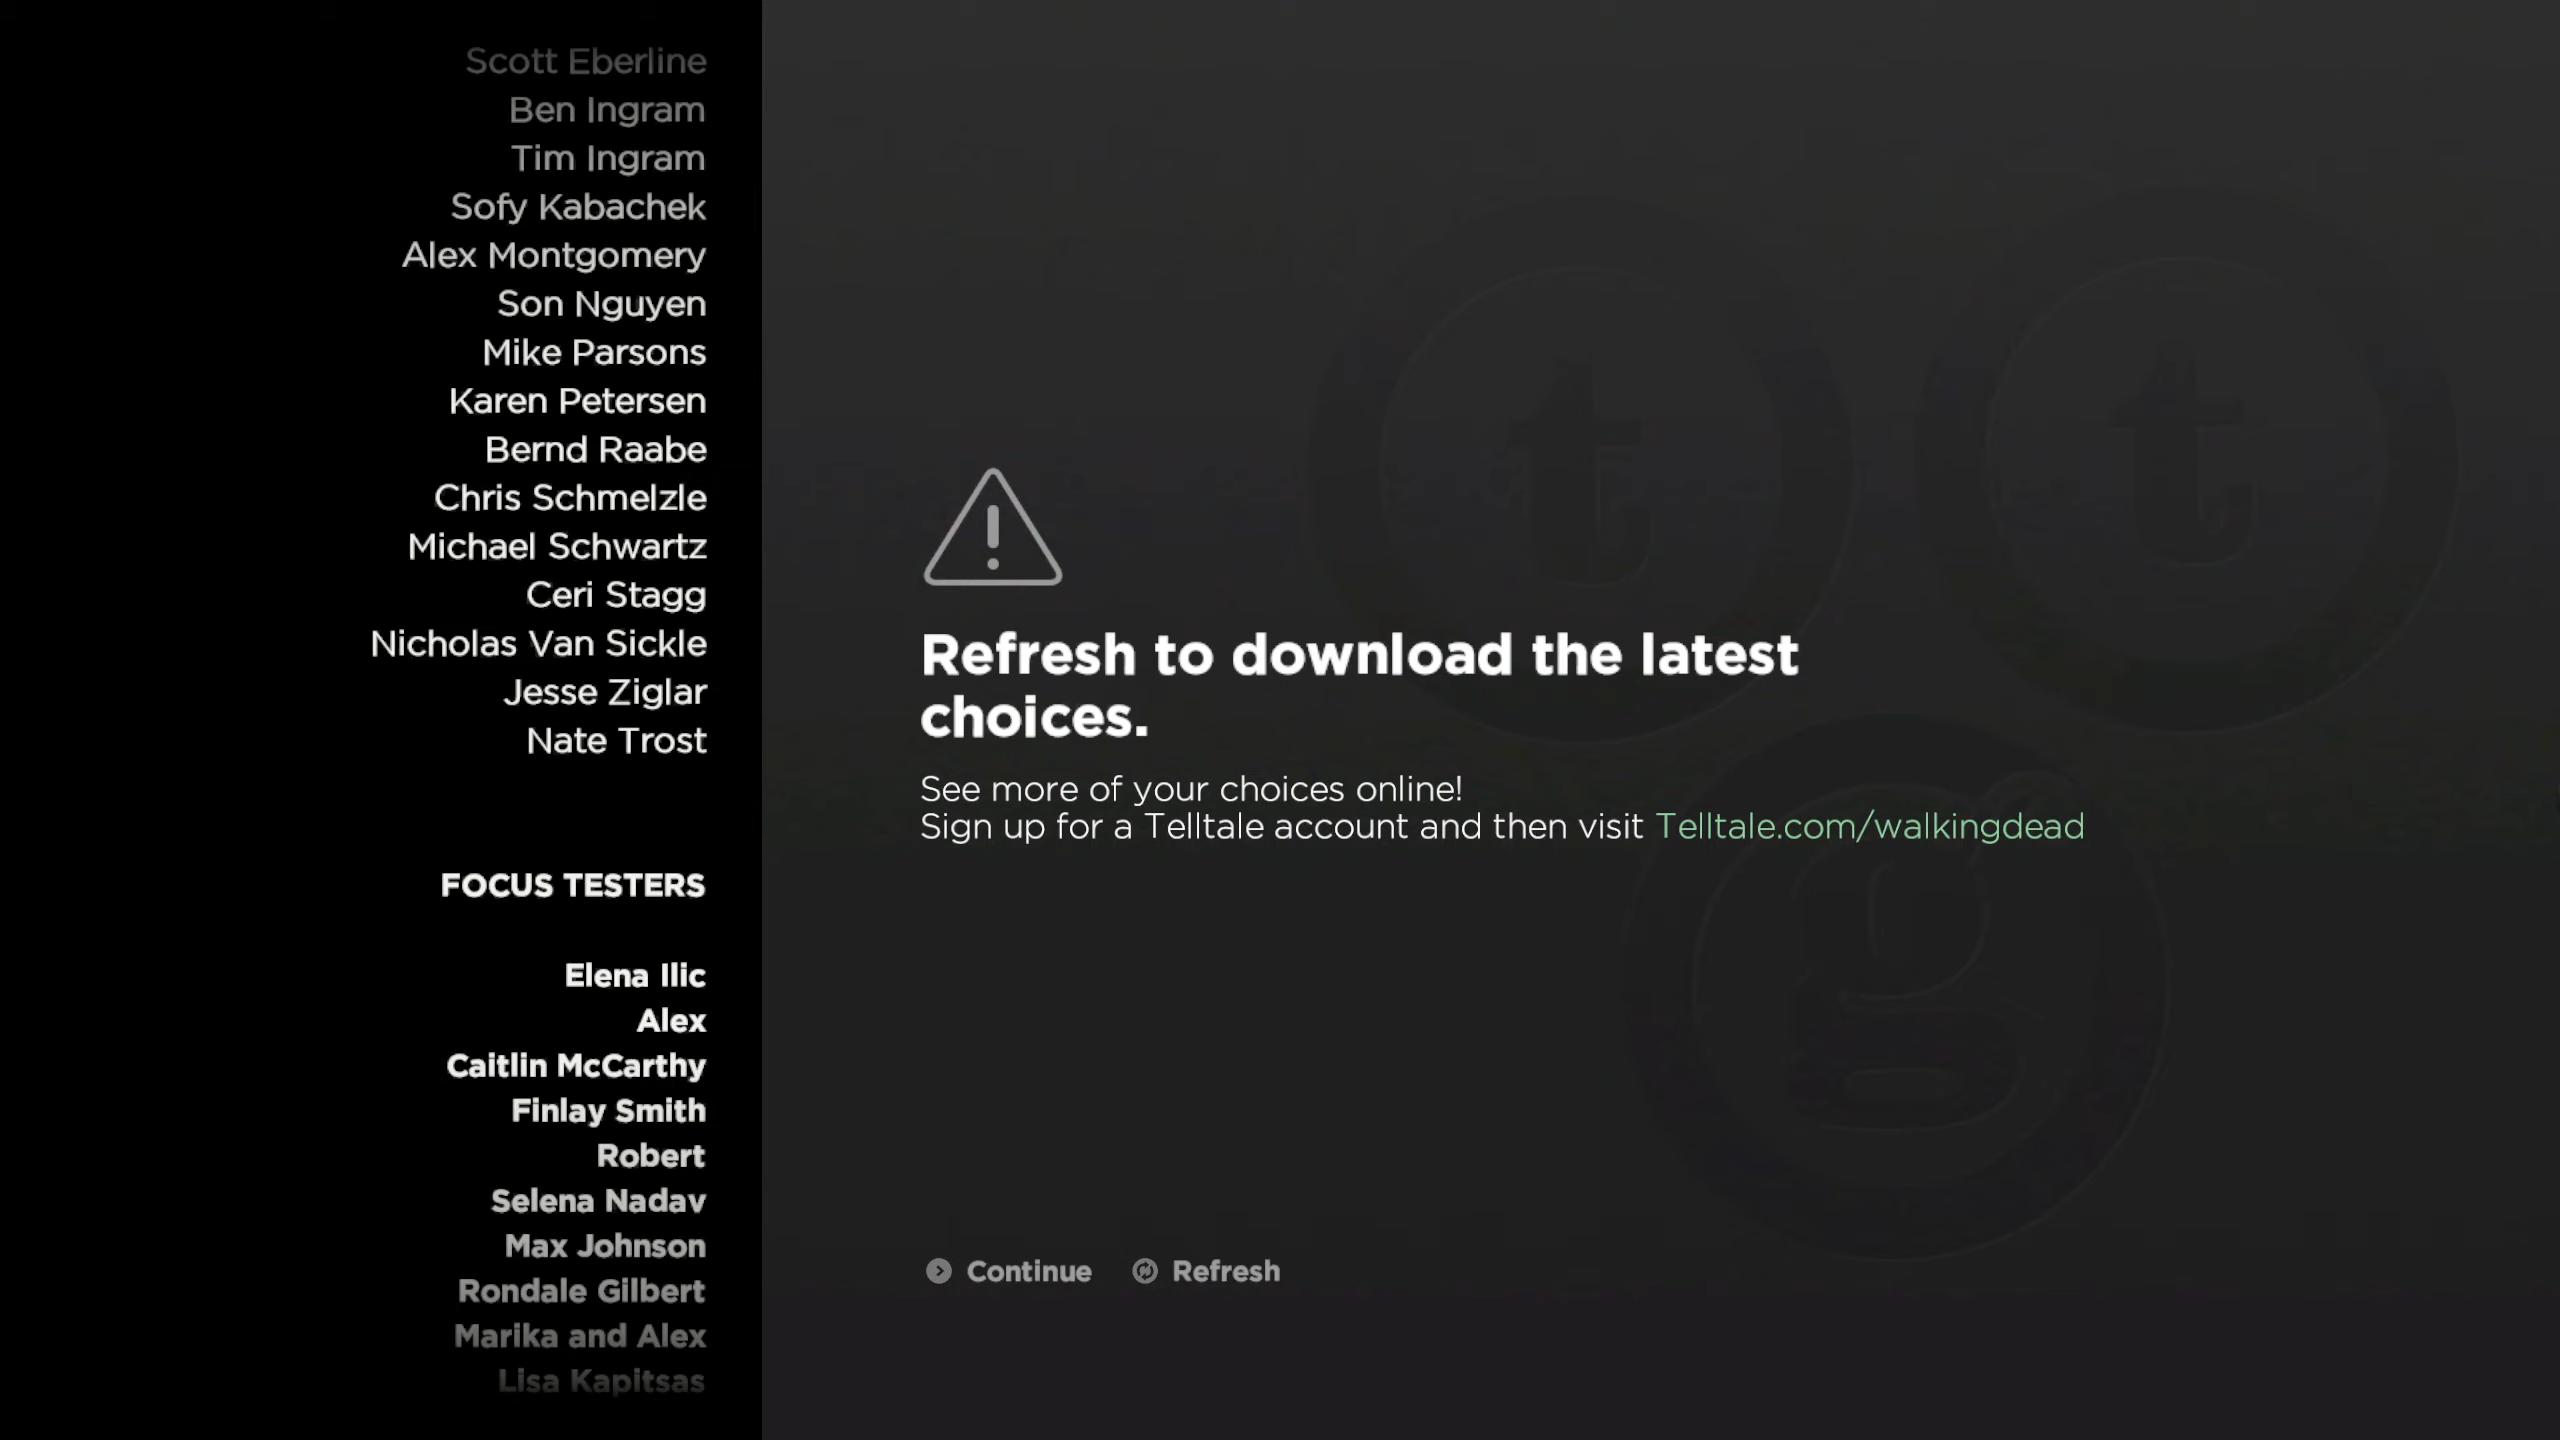 Scott Eberline
Ben Ingram
Tim Ingram
Sofy Kabachek
Alex Montgomery
Son Nguyen
Mike Parsons
Karen Petersen
Bernd Raabe
Chris Schmelzle
Michael Schwartz
Ceri Stagg
Nicholas Van Sickle
Jesse Ziglar
Nate Trost
FOCUS TESTERS
Elena Ilic
Alex
Caitlin McCarthy
Finlay Smith
Robert
Selena Nadav
Max Johnson
Rondale Gilbert
Marika and Alex
Lisa Kapitsas
t t
g
Refresh to download the latest
choices.
See more of your choices online!
Sign up for a Telltale account and then visit Telltale.com/walkingdead
Continue Refresh